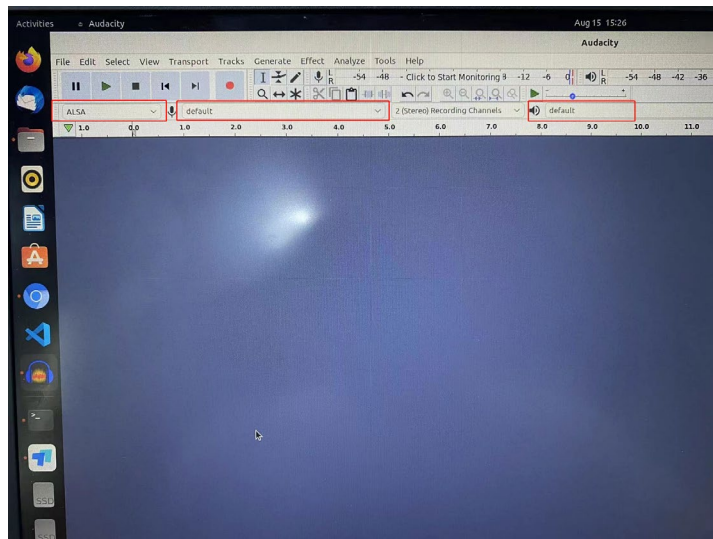 Activities Audacity Aug 15 15:26
Audacity
File Edit Select View Transport Tracks Generate Effect Analyze Tools Help
L R -54 -48 - Click to Start Monitoring 8 -12 -6 0 L R -54 -48 -42 -36
ALSA default 2 (Stereo) Recording Channels default
1.0 0.0 1.0 2.0 3.0 4.0 5.0 6.0 7.0 8.0 9.0 10.0 11.0
>_
SSD
SSD